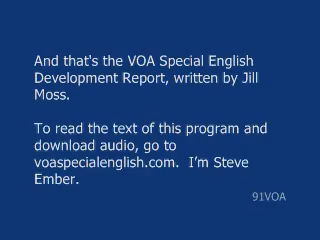 And that's the VOA Special English
Development Report, written by Jill
Moss.
To read the text of this program and
download audio, go to
voaspecialenglish.com.  I'm Steve
Ember.
91VOA